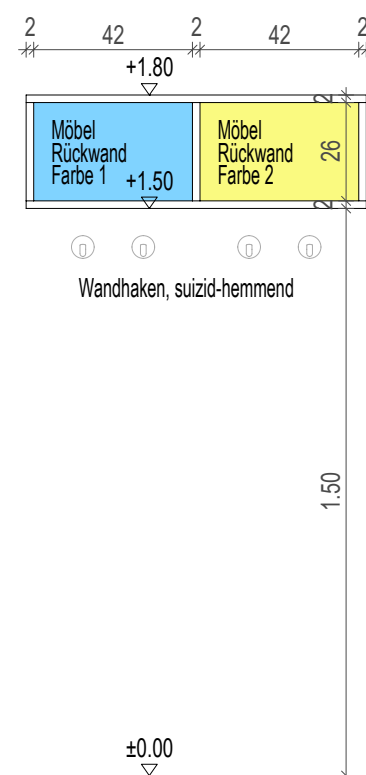 2 42 2 42 2
+1.80
2
Möbel Möbel
Rückwand Rückwand 26
Farbe 1 +1.50 Farbe 2
2
Wandhaken, suizid-hemmend
1.50
±0.00